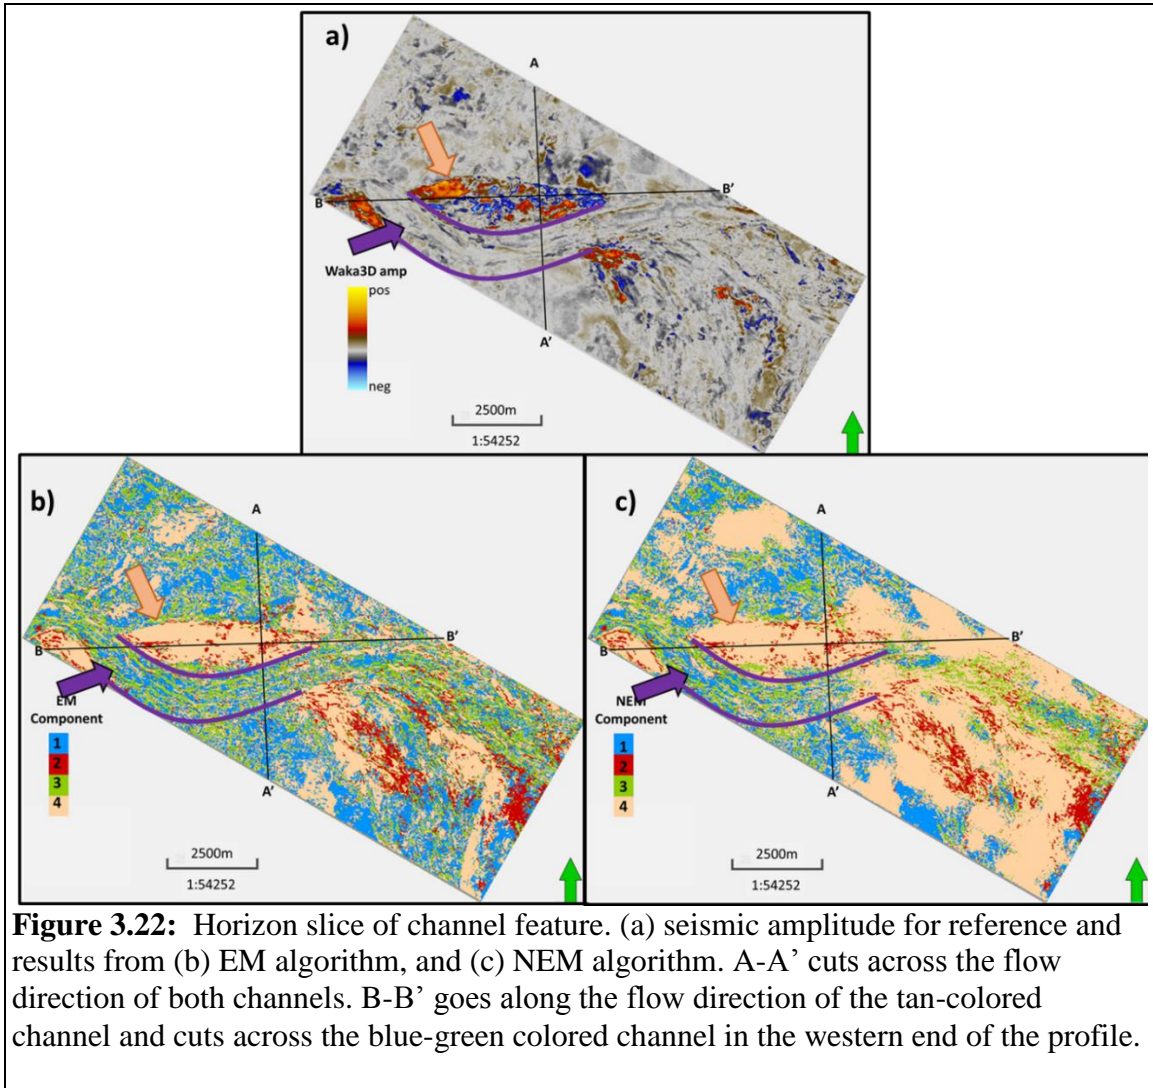 a)
A
B
B'
A'
Waka3D amp
pos
neg
2500m
1:54252
b)
A
B
B'
A'
EM
Component
1
2
3
4
2500m
1:54252
c)
A
B
B'
A'
NEM
Component
1
2
3
4
2500m
1:54252
Figure 3.22: Horizon slice of channel feature. (a) seismic amplitude for reference and
results from (b) EM algorithm, and (c) NEM algorithm. A-A’ cuts across the flow
direction of both channels. B-B’ goes along the flow direction of the tan-colored
channel and cuts across the blue-green colored channel in the western end of the profile.